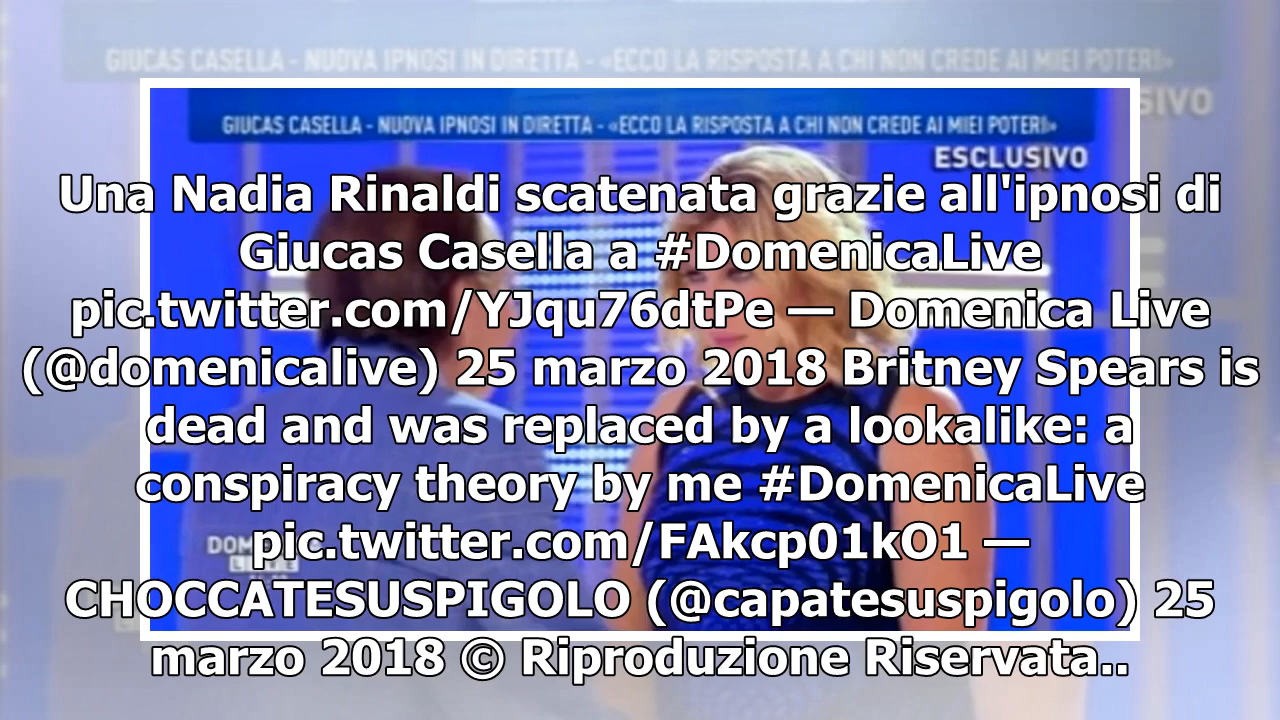 GIUCAS CASELLA - NUOVA IPNOSI IN DIRETTA - «ECCO LA RISPOSTA A CHI NON CREDE AI MIEI POTERI»
SIVO
GIUCAS CASELLA - NUOVA IPNOSI IN DIRETTA - «ECCO LA RISPOSTA A CHI NON CREDE AI MIEI POTERI»
ESCLUSIVO
Una Nadia Rinaldi scatenata grazie all'ipnosi di
Giucas Casella a #DomenicaLive
pic.twitter.com/YJqu76dtPe — Domenica Live
(@domenicalive) 25 marzo 2018 Britney Spears is
dead and was replaced by a lookalike: a
conspiracy theory by me #DomenicaLive
pic.twitter.com/FAkcp01kO1 —
DOM
LIVE
CHOCCATESUSPIGOLO (@capatesuspigolo) 25
marzo 2018 © Riproduzione Riservata..